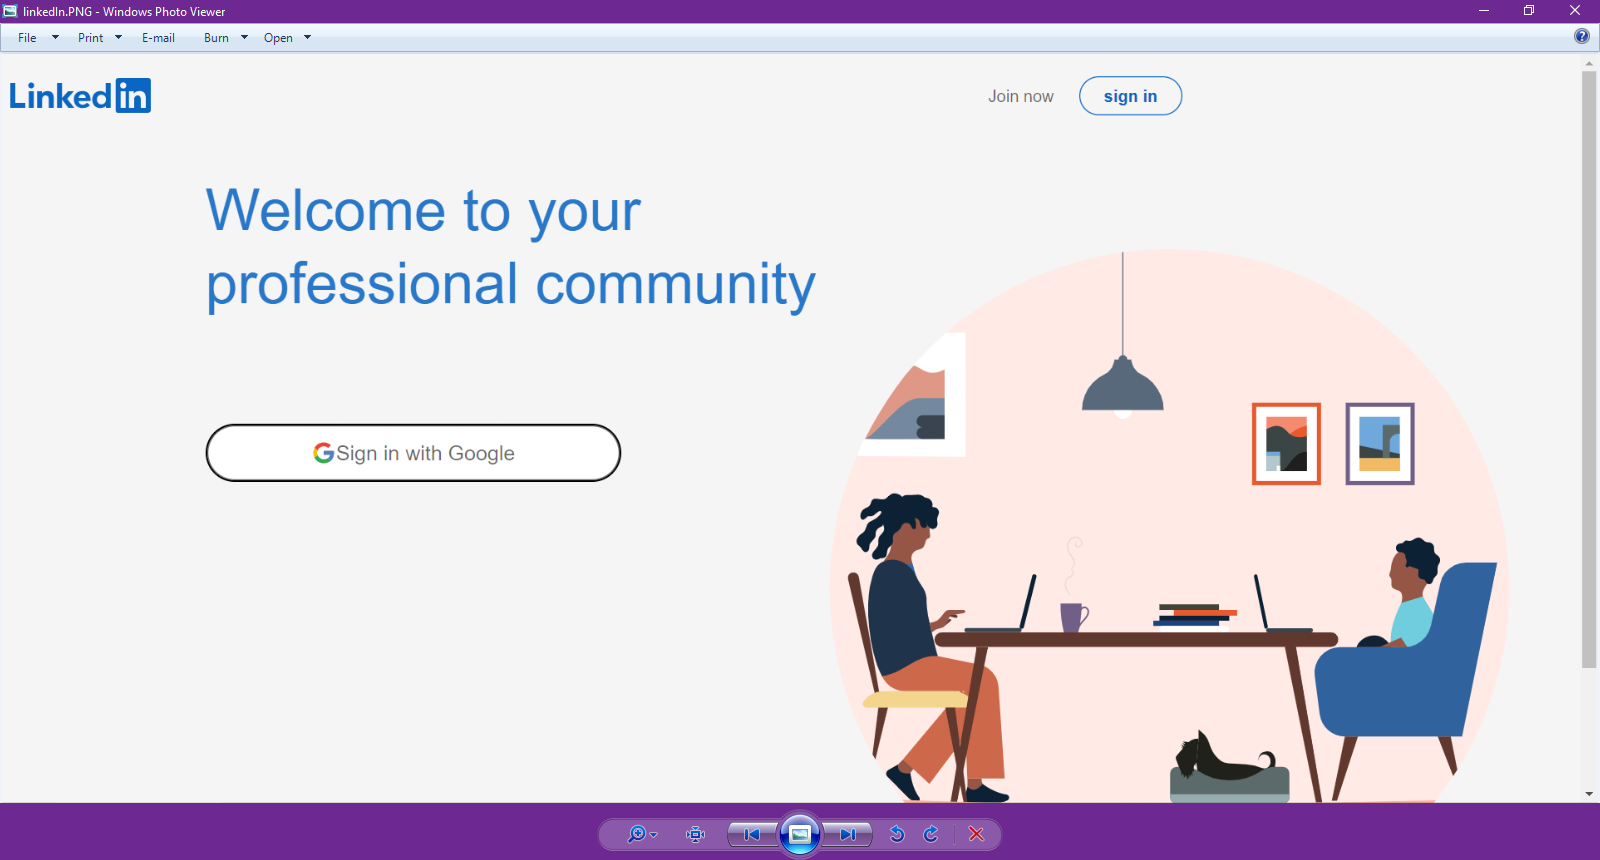 linkedIn.PNG - Windows Photo Viewer
File Print E-mail Burn Open
Linked in
Join now sign in
Welcome to your
professional community
Sign in with Google